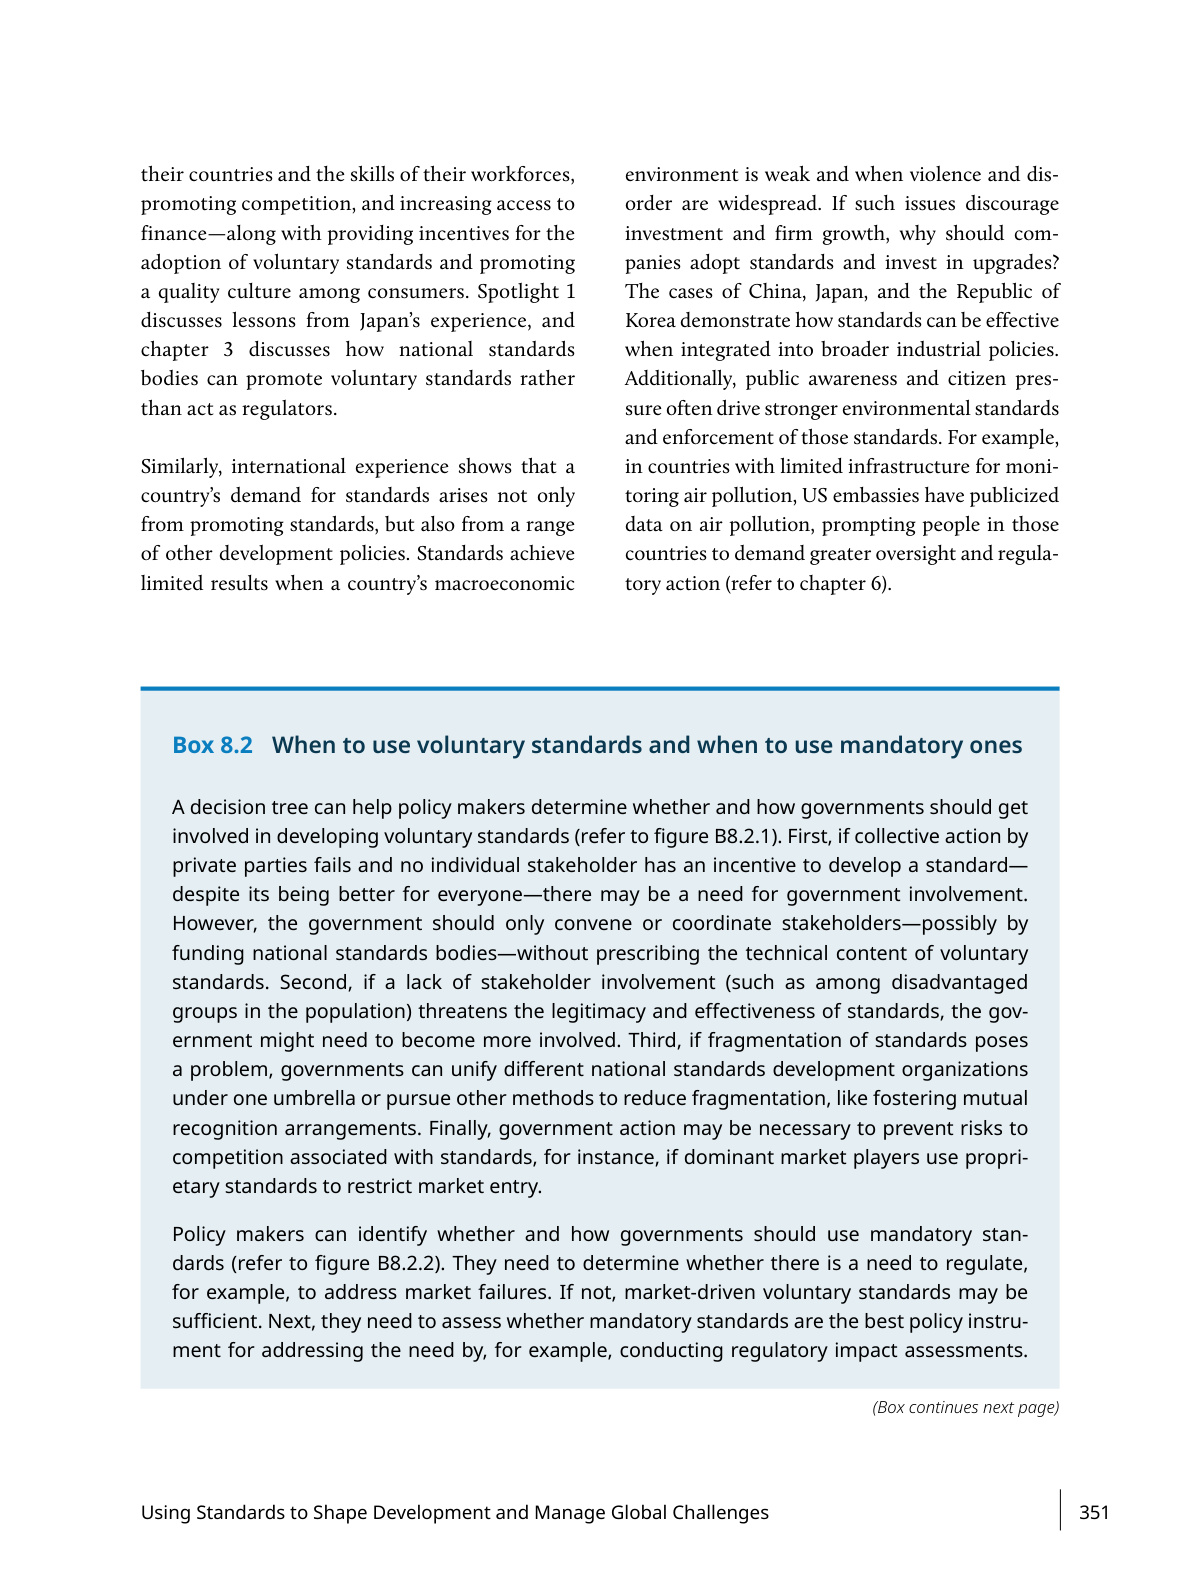 their countries and the skills of their workforces,
promoting competition, and increasing access to
finance—along with providing incentives for the
adoption of voluntary standards and promoting
a quality culture among consumers. Spotlight 1
discusses lessons from Japan’s experience, and
chapter 3 discusses how national standards
bodies can promote voluntary standards rather
than act as regulators.
Similarly, international experience shows that a
country’s demand for standards arises not only
from promoting standards, but also from a range
of other development policies. Standards achieve
limited results when a country’s macroeconomic
environment is weak and when violence and dis-
order are widespread. If such issues discourage
investment and firm growth, why should com-
panies adopt standards and invest in upgrades?
The cases of China, Japan, and the Republic of
Korea demonstrate how standards can be effective
when integrated into broader industrial policies.
Additionally, public awareness and citizen pres-
sure often drive stronger environmental standards
and enforcement of those standards. For example,
in countries with limited infrastructure for moni-
toring air pollution, US embassies have publicized
data on air pollution, prompting people in those
countries to demand greater oversight and regula-
tory action (refer to chapter 6).
Box 8.2 When to use voluntary standards and when to use mandatory ones
A decision tree can help policy makers determine whether and how governments should get
involved in developing voluntary standards (refer to figure B8.2.1). First, if collective action by
private parties fails and no individual stakeholder has an incentive to develop a standard—
despite its being better for everyone—there may be a need for government involvement.
However, the government should only convene or coordinate stakeholders—possibly by
funding national standards bodies—without prescribing the technical content of voluntary
standards. Second, if a lack of stakeholder involvement (such as among disadvantaged
groups in the population) threatens the legitimacy and effectiveness of standards, the gov-
ernment might need to become more involved. Third, if fragmentation of standards poses
a problem, governments can unify different national standards development organizations
under one umbrella or pursue other methods to reduce fragmentation, like fostering mutual
recognition arrangements. Finally, government action may be necessary to prevent risks to
competition associated with standards, for instance, if dominant market players use propri-
etary standards to restrict market entry.
Policy makers can identify whether and how governments should use mandatory stan-
dards (refer to figure B8.2.2). They need to determine whether there is a need to regulate,
for example, to address market failures. If not, market-driven voluntary standards may be
sufficient. Next, they need to assess whether mandatory standards are the best policy instru-
ment for addressing the need by, for example, conducting regulatory impact assessments.
(Box continues next page)
Using Standards to Shape Development and Manage Global Challenges 351